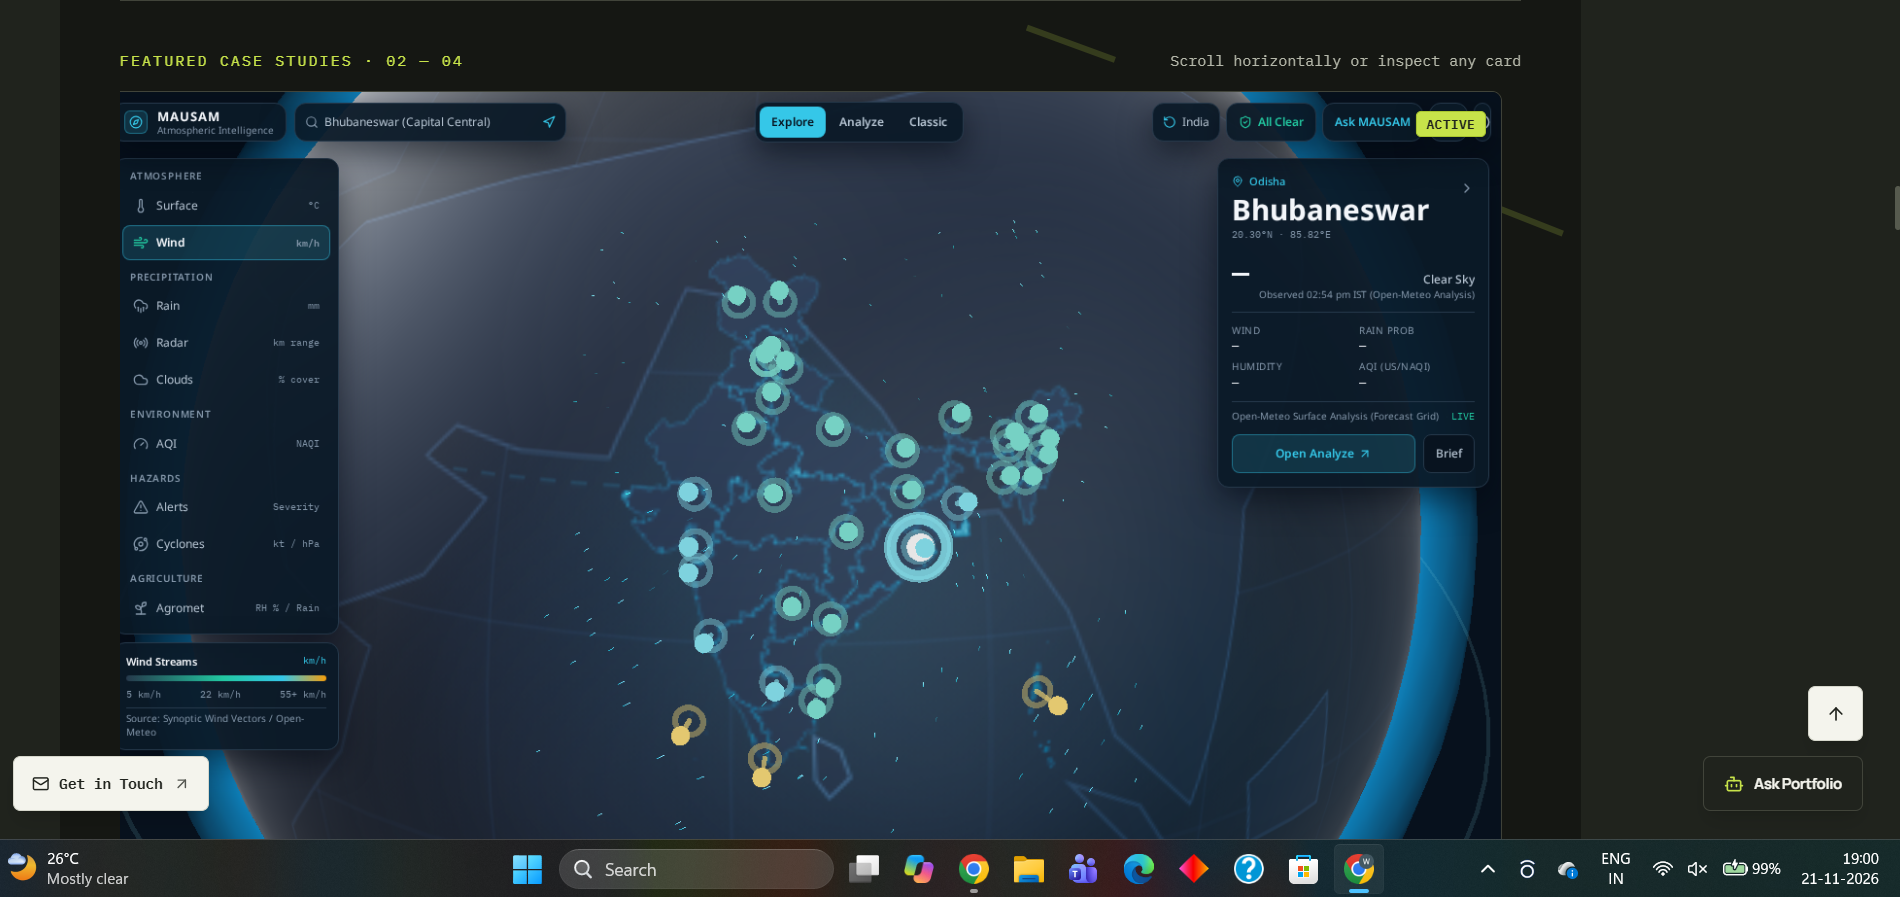 FEATURED CASE STUDIES · 02 — 04
Scroll horizontally or inspect any card
MAUSAM
Atmospheric Intelligence
Bhubaneswar (Capital Central)
Explore
Analyze
Classic
India
All Clear
Ask MAUSAM
ACTIVE
ATMOSPHERE
Surface °C
Wind km/h
PRECIPITATION
Rain mm
Radar km range
Clouds % cover
ENVIRONMENT
AQI NAQI
HAZARDS
Alerts Severity
Cyclones kt / hPa
AGRICULTURE
Agromet RH % / Rain
Wind Streams km/h
5 km/h 22 km/h 55+ km/h
Source: Synoptic Wind Vectors / Open-
Meteo
Odisha
Bhubaneswar
20.30°N · 85.82°E
—
Clear Sky
Observed 02:54 pm IST (Open-Meteo Analysis)
WIND RAIN PROB
— —
HUMIDITY AQI (US/NAQI)
— —
Open-Meteo Surface Analysis (Forecast Grid) LIVE
Open Analyze
Brief
Get in Touch
Ask Portfolio
26°C
Mostly clear
Search
ENG
IN
99%
19:00
21-11-2026